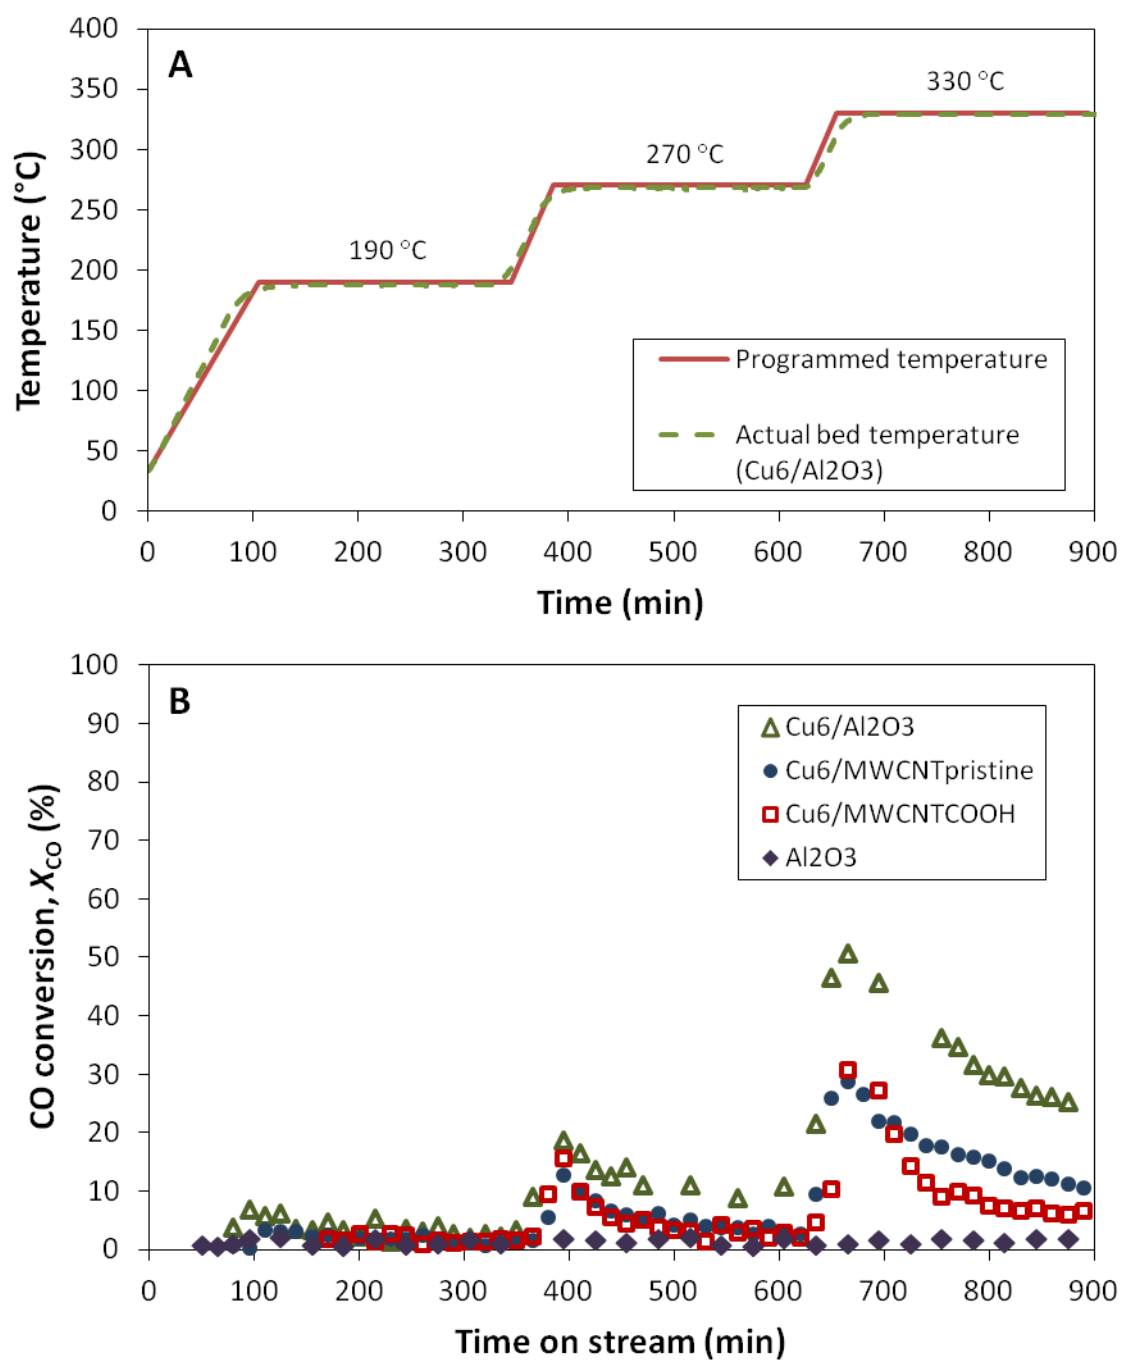 A
400
350
300
250
200
150
100
50
0
Temperature (°C)
190 °C
270 °C
330 °C
Programmed temperature
Actual bed temperature
(Cu6/Al2O3)
0 100 200 300 400 500 600 700 800 900
Time (min)
B
100
90
80
70
60
50
40
30
20
10
0
CO conversion, XCO (%)
Cu6/Al2O3
Cu6/MWCNTpristine
Cu6/MWCNTCOOH
Al2O3
0 100 200 300 400 500 600 700 800 900
Time on stream (min)